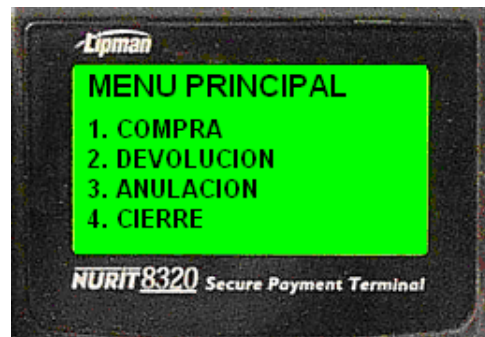 Lipman
MENU PRINCIPAL
1. COMPRA
2. DEVOLUCION
3. ANULACION
4. CIERRE
NURIT 8320 Secure Payment Terminal